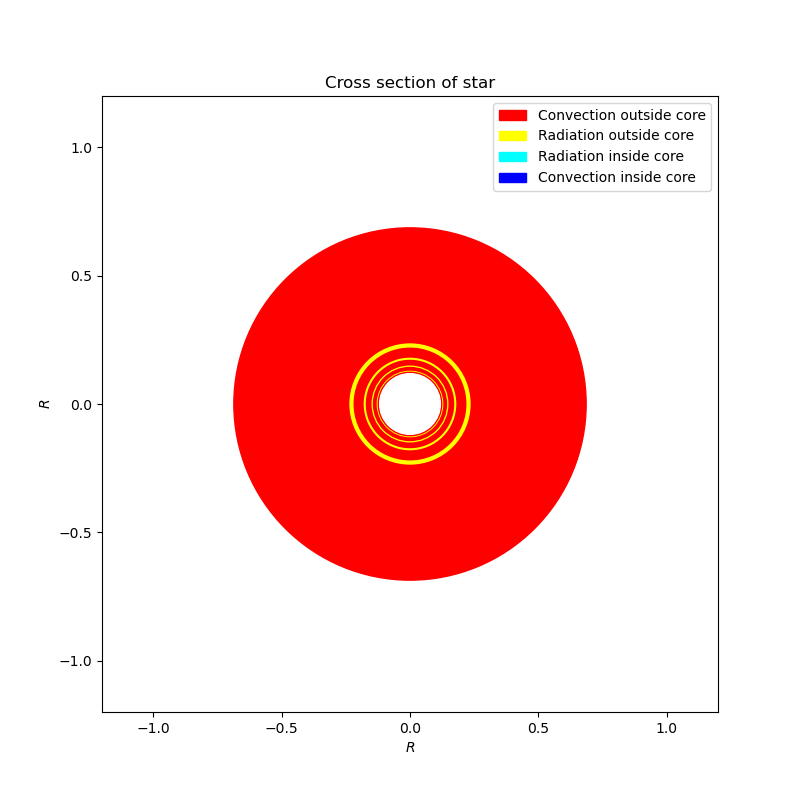 Cross section of star
Convection outside core
Radiation outside core
Radiation inside core
Convection inside core
1.0
0.5
0.0
−0.5
−1.0
R
−1.0 −0.5 0.0 0.5 1.0
R